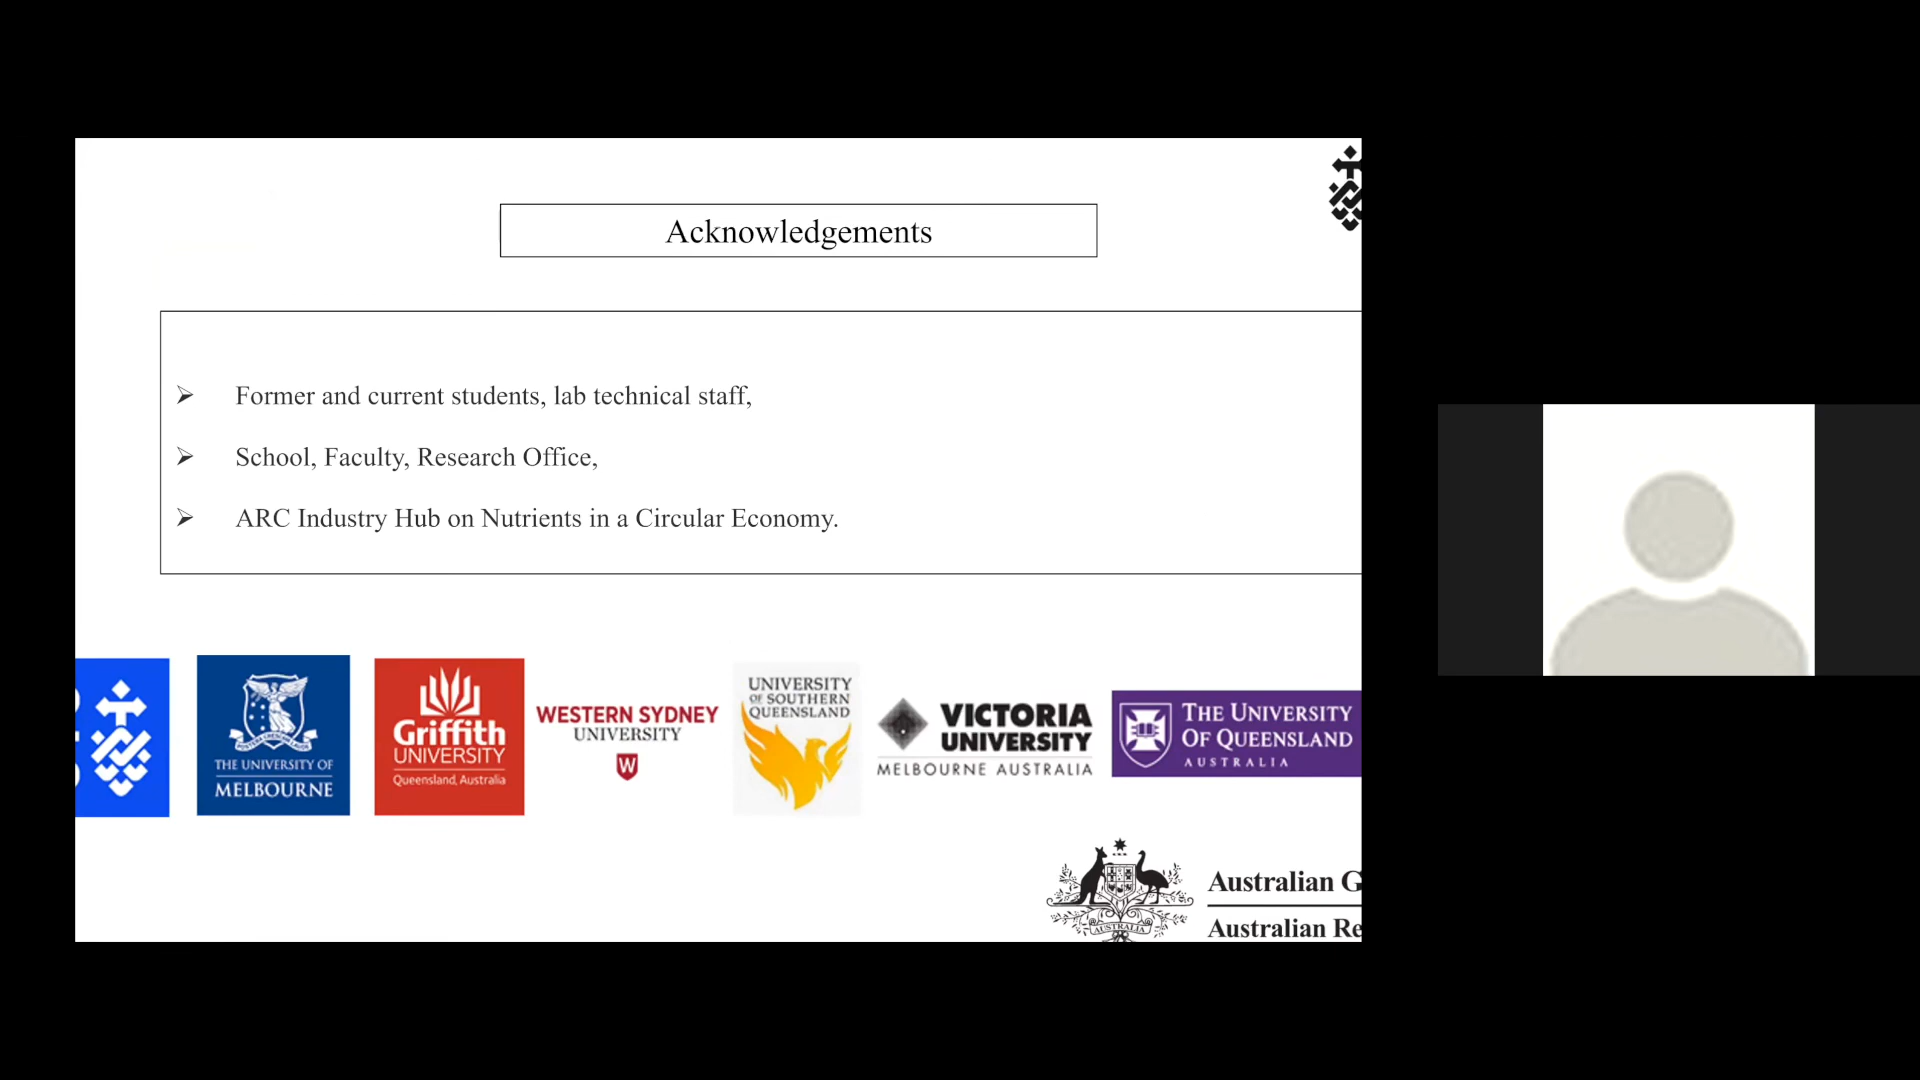 Acknowledgements
Former and current students, lab technical staff,
School, Faculty, Research Office,
ARC Industry Hub on Nutrients in a Circular Economy.
THE UNIVERSITY OF
MELBOURNE
Griffith
UNIVERSITY
Queensland, Australia
WESTERN SYDNEY
UNIVERSITY
W
UNIVERSITY
OF SOUTHERN
QUEENSLAND
VICTORIA
UNIVERSITY
MELBOURNE AUSTRALIA
THE UNIVERSITY
OF QUEENSLAND
AUSTRALIA
AUSTRALIA
Australian G
Australian Re